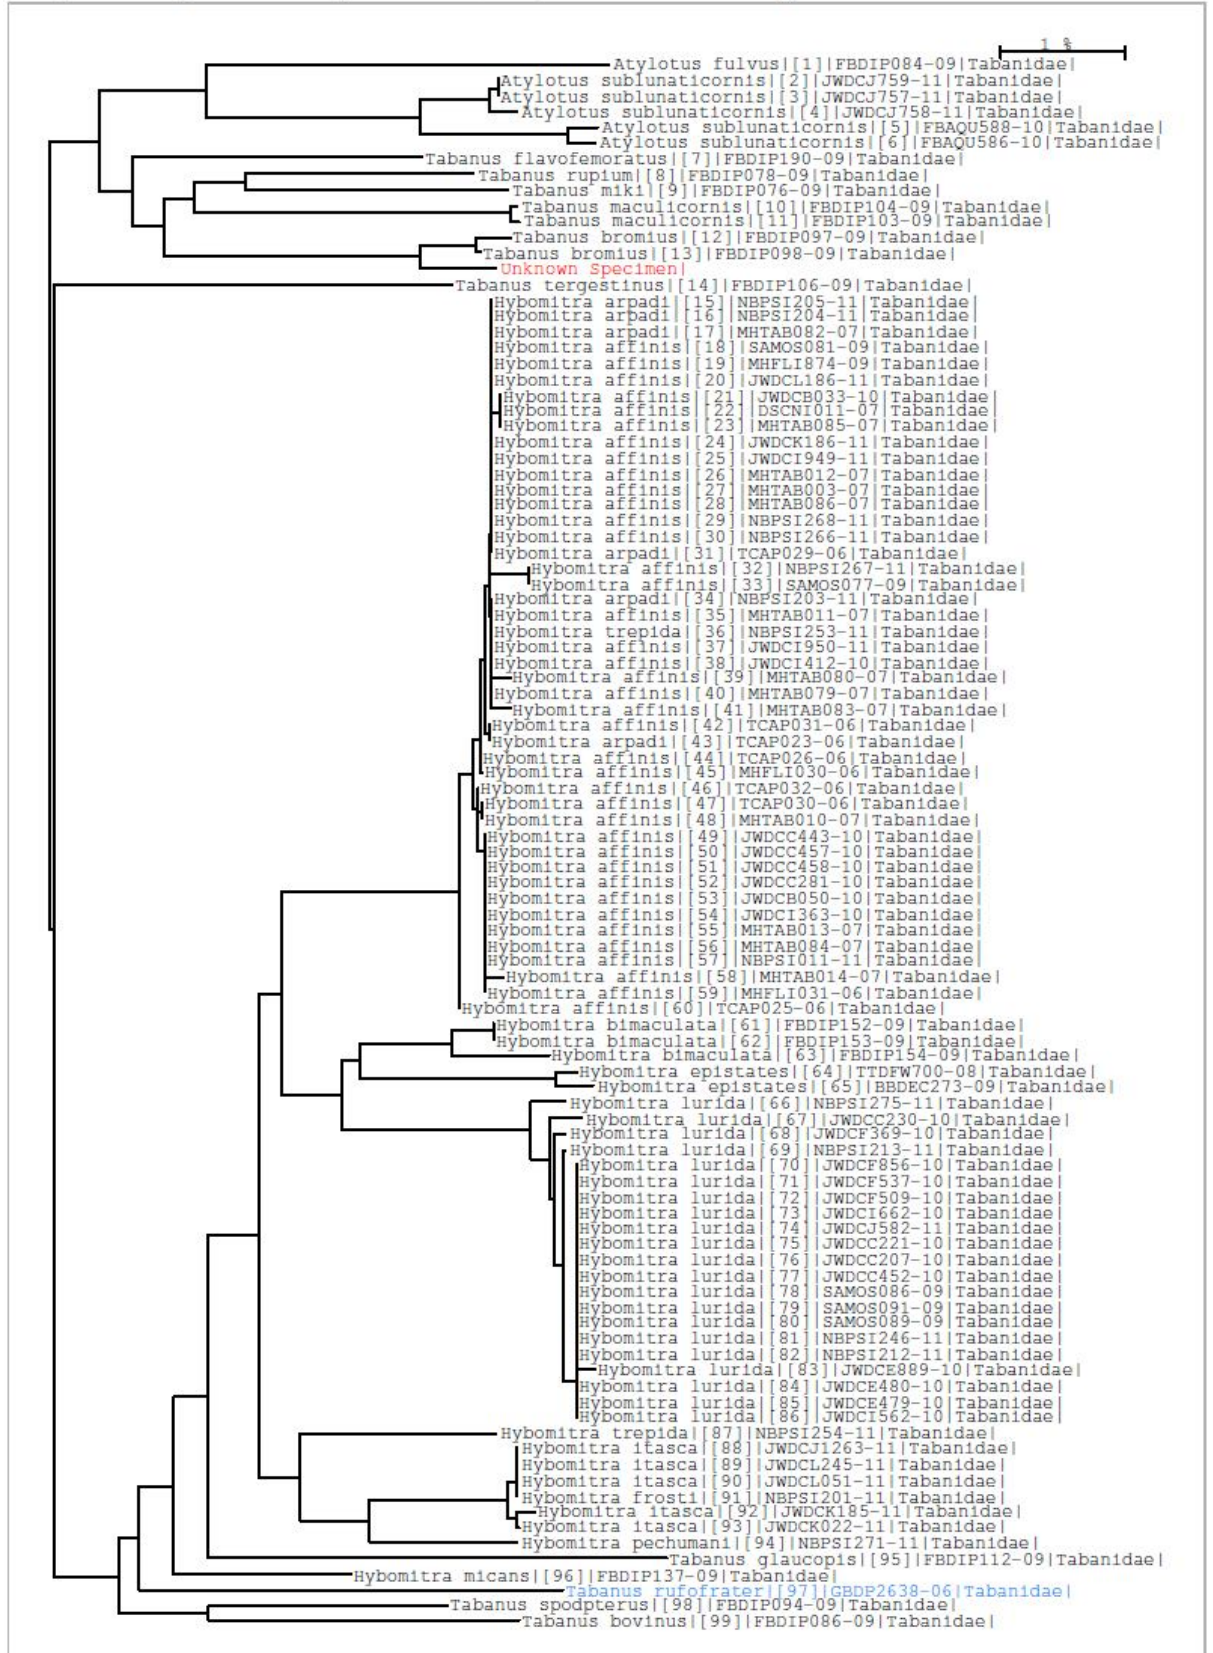 1 %
Atylotus fulvus|[1]|FBDIP084-09|Tabanidae|
Atylotus sublunaticornis|[2]|JWDCJ759-11|Tabanidae|
Atylotus sublunaticornis|[3]|JWDCJ757-11|Tabanidae|
Atylotus sublunaticornis|[4]|JWDCJ758-11|Tabanidae|
Atylotus sublunaticornis|[5]|FBAQU588-10|Tabanidae|
Atylotus sublunaticornis|[6]|FBAQU586-10|Tabanidae|
Tabanus flavofemoratus|[7]|FBDIP190-09|Tabanidae|
Tabanus rupium|[8]|FBDIP078-09|Tabanidae|
Tabanus miki|[9]|FBDIP076-09|Tabanidae|
Tabanus maculicornis|[10]|FBDIP104-09|Tabanidae|
Tabanus maculicornis|[11]|FBDIP103-09|Tabanidae|
Tabanus bromius|[12]|FBDIP097-09|Tabanidae|
Tabanus bromius|[13]|FBDIP098-09|Tabanidae|
Unknown Specimen|
Tabanus tergestinus|[14]|FBDIP106-09|Tabanidae|
Hybomitra arpadi|[15]|NBPSI205-11|Tabanidae|
Hybomitra arpadi|[16]|NBPSI204-11|Tabanidae|
Hybomitra arpadi|[17]|MHTAB082-07|Tabanidae|
Hybomitra affinis|[18]|SAMOS081-09|Tabanidae|
Hybomitra affinis|[19]|MHFLI874-09|Tabanidae|
Hybomitra affinis|[20]|JWDCL186-11|Tabanidae|
Hybomitra affinis|[21]|JWDCB033-10|Tabanidae|
Hybomitra affinis|[22]|DSCNI011-07|Tabanidae|
Hybomitra affinis|[23]|MHTAB085-07|Tabanidae|
Hybomitra affinis|[24]|JWDCK186-11|Tabanidae|
Hybomitra affinis|[25]|JWDCI949-11|Tabanidae|
Hybomitra affinis|[26]|MHTAB012-07|Tabanidae|
Hybomitra affinis|[27]|MHTAB003-07|Tabanidae|
Hybomitra affinis|[28]|MHTAB086-07|Tabanidae|
Hybomitra affinis|[29]|NBPSI268-11|Tabanidae|
Hybomitra affinis|[30]|NBPSI266-11|Tabanidae|
Hybomitra arpadi|[31]|TCAP029-06|Tabanidae|
Hybomitra affinis|[32]|NBPSI267-11|Tabanidae|
Hybomitra affinis|[33]|SAMOS077-09|Tabanidae|
Hybomitra arpadi|[34]|NBPSI203-11|Tabanidae|
Hybomitra affinis|[35]|MHTAB011-07|Tabanidae|
Hybomitra trepida|[36]|NBPSI253-11|Tabanidae|
Hybomitra affinis|[37]|JWDCI950-11|Tabanidae|
Hybomitra affinis|[38]|JWDCI412-10|Tabanidae|
Hybomitra affinis|[39]|MHTAB080-07|Tabanidae|
Hybomitra affinis|[40]|MHTAB079-07|Tabanidae|
Hybomitra affinis|[41]|MHTAB083-07|Tabanidae|
Hybomitra affinis|[42]|TCAP031-06|Tabanidae|
Hybomitra arpadi|[43]|TCAP023-06|Tabanidae|
Hybomitra affinis|[44]|TCAP026-06|Tabanidae|
Hybomitra affinis|[45]|MHFLI030-06|Tabanidae|
Hybomitra affinis|[46]|TCAP032-06|Tabanidae|
Hybomitra affinis|[47]|TCAP030-06|Tabanidae|
Hybomitra affinis|[48]|MHTAB010-07|Tabanidae|
Hybomitra affinis|[49]|JWDCC443-10|Tabanidae|
Hybomitra affinis|[50]|JWDCC457-10|Tabanidae|
Hybomitra affinis|[51]|JWDCC458-10|Tabanidae|
Hybomitra affinis|[52]|JWDCC281-10|Tabanidae|
Hybomitra affinis|[53]|JWDCB050-10|Tabanidae|
Hybomitra affinis|[54]|JWDCI363-10|Tabanidae|
Hybomitra affinis|[55]|MHTAB013-07|Tabanidae|
Hybomitra affinis|[56]|MHTAB084-07|Tabanidae|
Hybomitra affinis|[57]|NBPSI011-11|Tabanidae|
Hybomitra affinis|[58]|MHTAB014-07|Tabanidae|
Hybomitra affinis|[59]|MHFLI031-06|Tabanidae|
Hybomitra affinis|[60]|TCAP025-06|Tabanidae|
Hybomitra bimaculata|[61]|FBDIP152-09|Tabanidae|
Hybomitra bimaculata|[62]|FBDIP153-09|Tabanidae|
Hybomitra bimaculata|[63]|FBDIP154-09|Tabanidae|
Hybomitra epistates|[64]|TTDFW700-08|Tabanidae|
Hybomitra epistates|[65]|BBDEC273-09|Tabanidae|
Hybomitra lurida|[66]|NBPSI275-11|Tabanidae|
Hybomitra lurida|[67]|JWDCC230-10|Tabanidae|
Hybomitra lurida|[68]|JWDCF369-10|Tabanidae|
Hybomitra lurida|[69]|NBPSI213-11|Tabanidae|
Hybomitra lurida|[70]|JWDCF856-10|Tabanidae|
Hybomitra lurida|[71]|JWDCF537-10|Tabanidae|
Hybomitra lurida|[72]|JWDCF509-10|Tabanidae|
Hybomitra lurida|[73]|JWDCI662-10|Tabanidae|
Hybomitra lurida|[74]|JWDCJ582-11|Tabanidae|
Hybomitra lurida|[75]|JWDCC221-10|Tabanidae|
Hybomitra lurida|[76]|JWDCC207-10|Tabanidae|
Hybomitra lurida|[77]|JWDCC452-10|Tabanidae|
Hybomitra lurida|[78]|SAMOS086-09|Tabanidae|
Hybomitra lurida|[79]|SAMOS091-09|Tabanidae|
Hybomitra lurida|[80]|SAMOS089-09|Tabanidae|
Hybomitra lurida|[81]|NBPSI246-11|Tabanidae|
Hybomitra lurida|[82]|NBPSI212-11|Tabanidae|
Hybomitra lurida|[83]|JWDCE889-10|Tabanidae|
Hybomitra lurida|[84]|JWDCE480-10|Tabanidae|
Hybomitra lurida|[85]|JWDCE479-10|Tabanidae|
Hybomitra lurida|[86]|JWDCI562-10|Tabanidae|
Hybomitra trepida|[87]|NBPSI254-11|Tabanidae|
Hybomitra itasca|[88]|JWDCJ1263-11|Tabanidae|
Hybomitra itasca|[89]|JWDCL245-11|Tabanidae|
Hybomitra itasca|[90]|JWDCL051-11|Tabanidae|
Hybomitra frosti|[91]|NBPSI201-11|Tabanidae|
Hybomitra itasca|[92]|JWDCK185-11|Tabanidae|
Hybomitra itasca|[93]|JWDCK022-11|Tabanidae|
Hybomitra pechumani|[94]|NBPSI271-11|Tabanidae|
Tabanus glaucopis|[95]|FBDIP112-09|Tabanidae|
Hybomitra micans|[96]|FBDIP137-09|Tabanidae|
Tabanus rufofrater|[97]|GBDP2638-06|Tabanidae|
Tabanus spodpterus|[98]|FBDIP094-09|Tabanidae|
Tabanus bovinus|[99]|FBDIP086-09|Tabanidae|